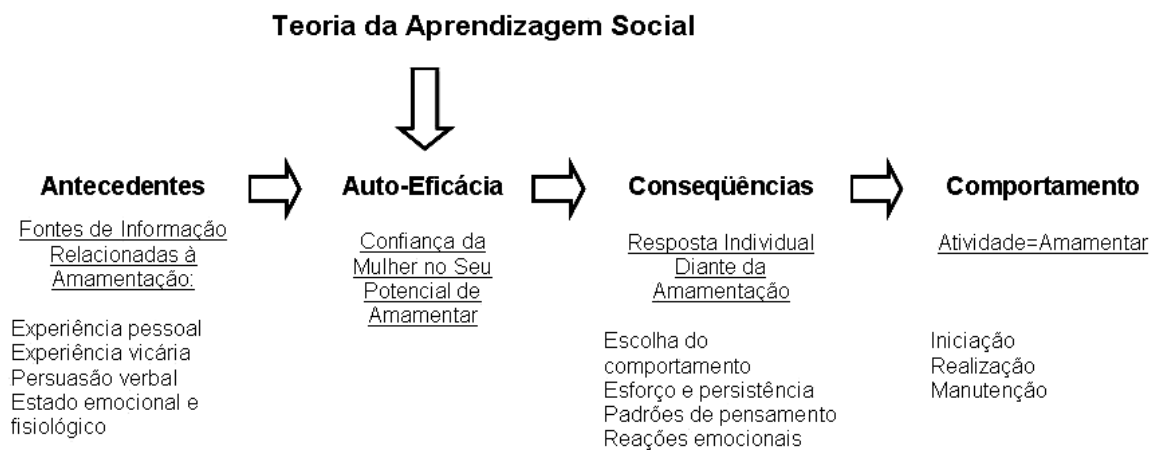 Teoria da Aprendizagem Social
Antecedentes
Fontes de Informação
Relacionadas à
Amamentação:
Experiência pessoal
Experiência vicária
Persuasão verbal
Estado emocional e
fisiológico
Auto-Eficácia
Confiança da
Mulher no Seu
Potencial de
Amamentar
Conseqüências
Resposta Individual
Diante da
Amamentação
Escolha do
comportamento
Esforço e persistência
Padrões de pensamento
Reações emocionais
Comportamento
Atividade=Amamentar
Iniciação
Realização
Manutenção